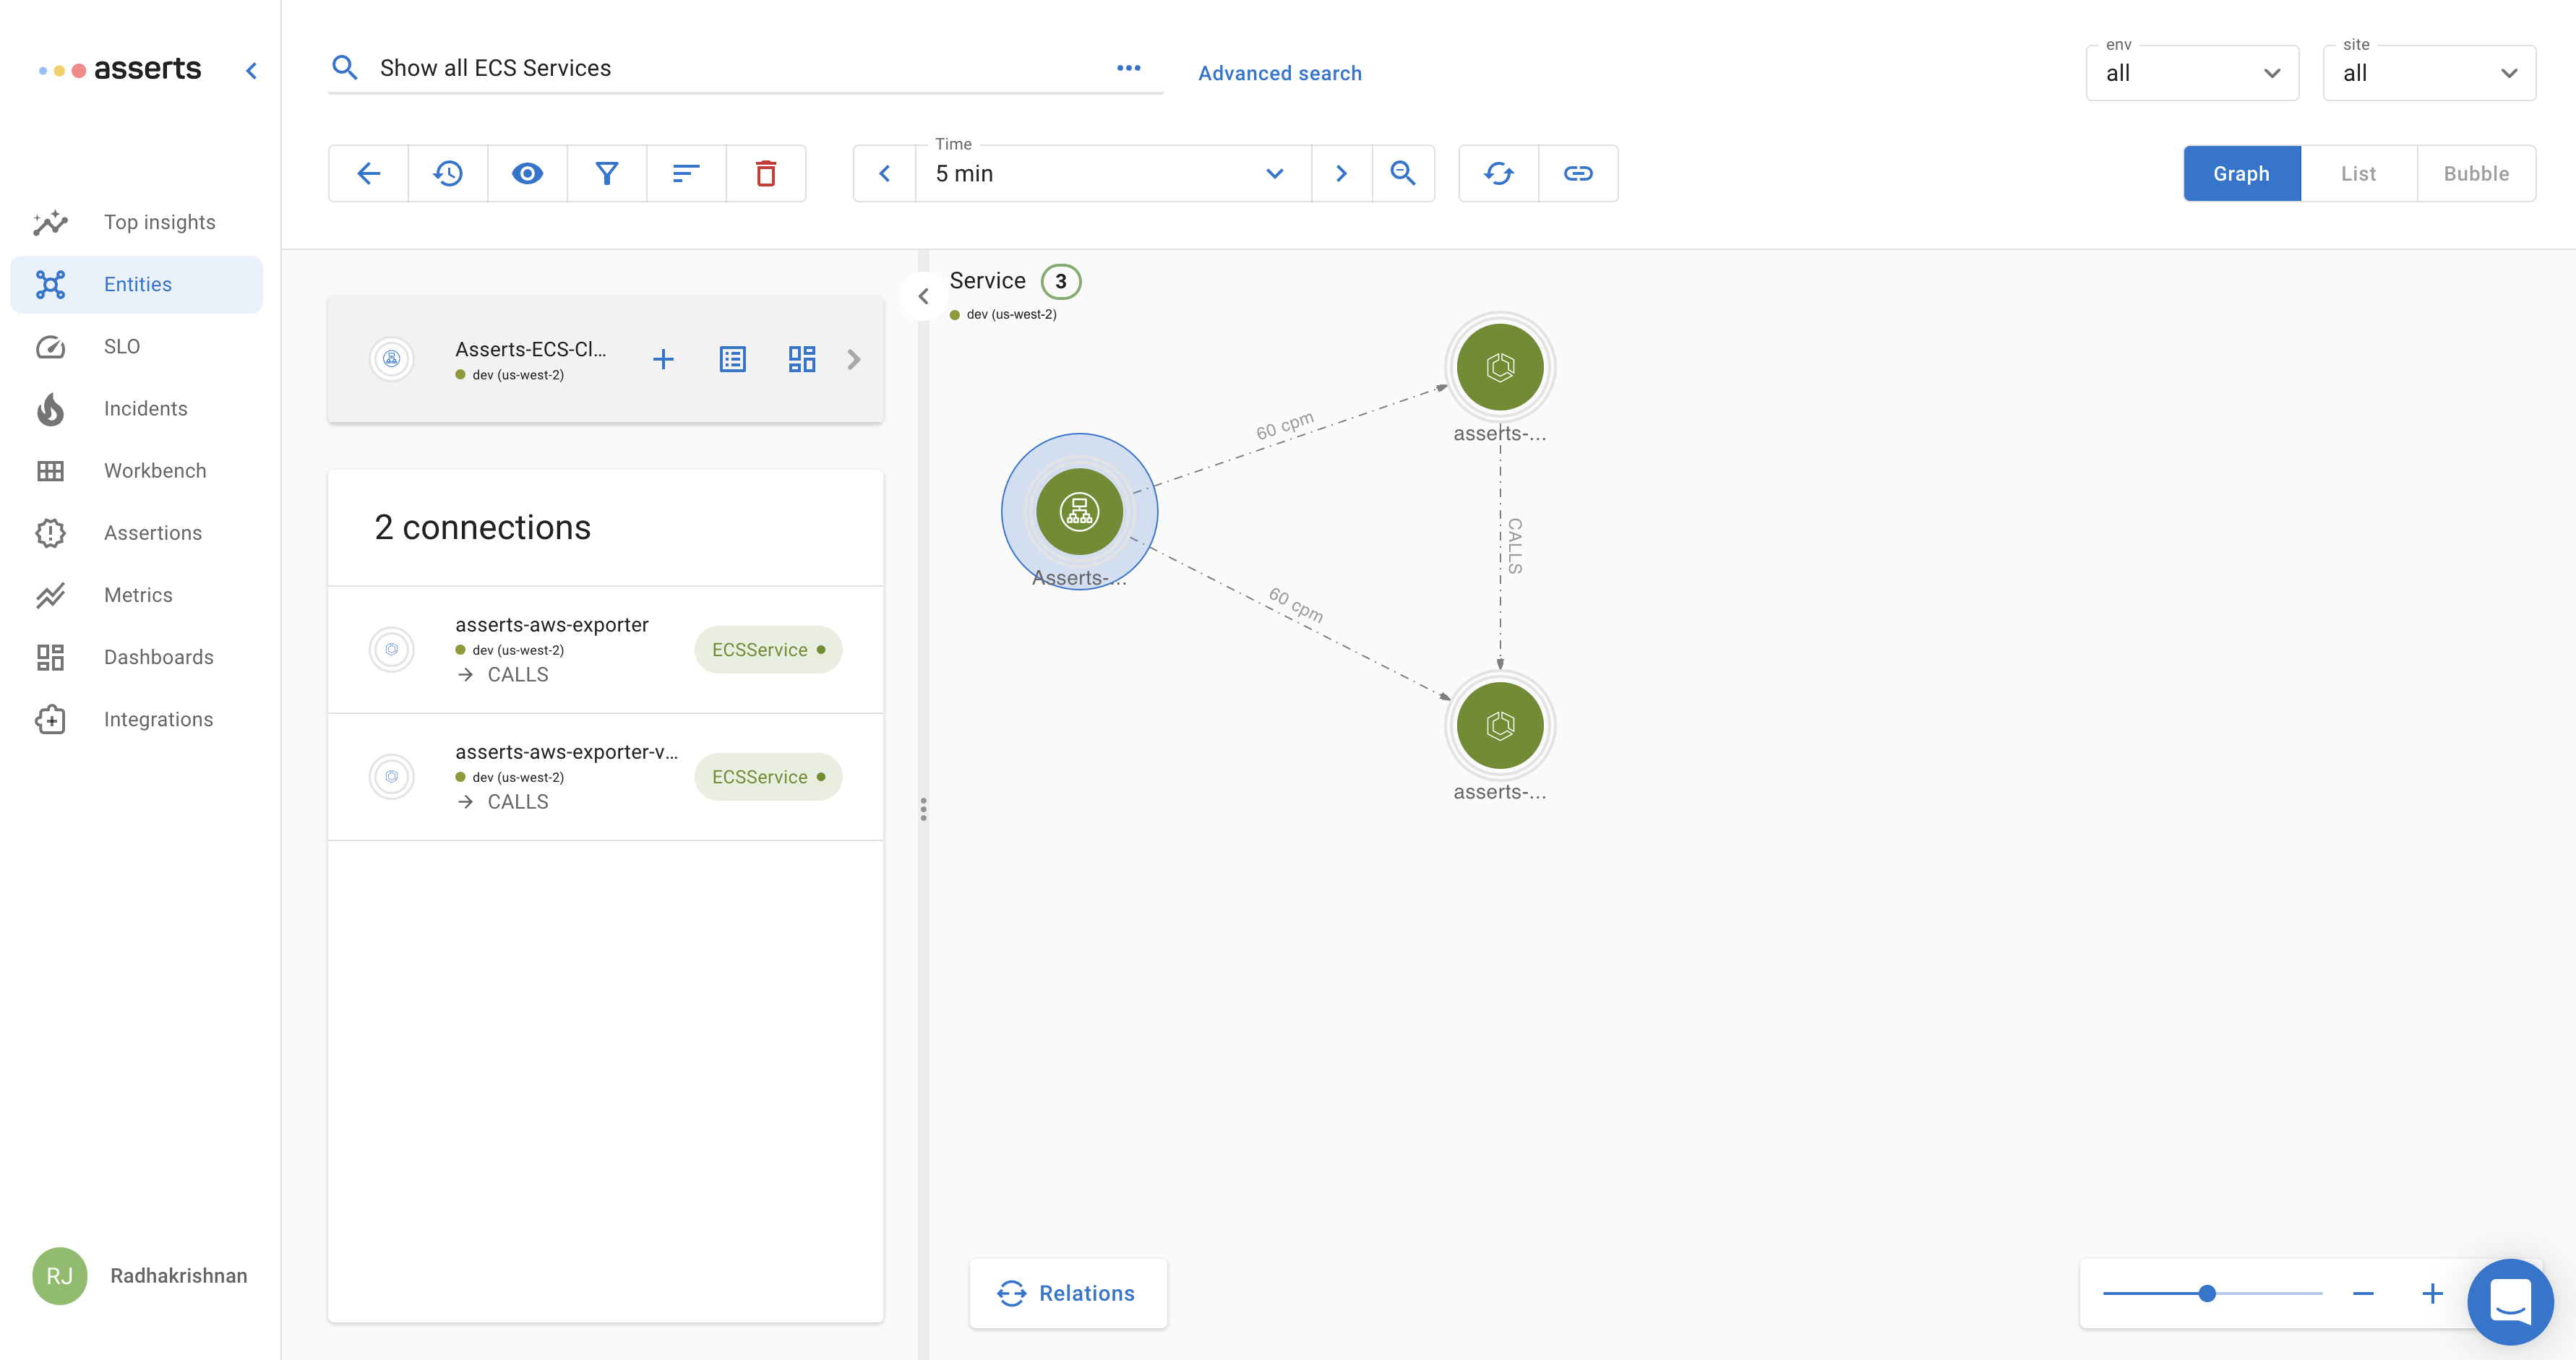 asserts
Show all ECS Services
Advanced search
env
all
site
all
Time
5 min
Graph
List
Bubble
Top insights
Entities
SLO
Incidents
Workbench
Assertions
Metrics
Dashboards
Integrations
RJ
Radhakrishnan
Asserts-ECS-Cl...
dev (us-west-2)
2 connections
asserts-aws-exporter
dev (us-west-2)
CALLS
ECSService
asserts-aws-exporter-v...
dev (us-west-2)
CALLS
ECSService
Service 3
dev (us-west-2)
asserts-...
60 cpm
Asserts-...
CALLS
60 cpm
asserts-...
Relations